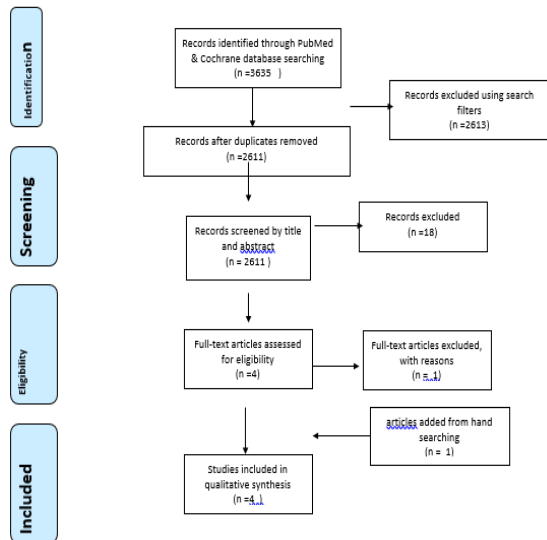 Identification
Records identified through PubMed
& Cochrane database searching
(n =3635 )
Records excluded using search
filters
(n =2613)
Records after duplicates removed
(n =2611)
Screening
Records screened by title
and abstract
(n = 2611 )
Records excluded
(n =18)
Eligibility
Full-text articles assessed
for eligibility
(n =4)
Full-text articles excluded,
with reasons
(n = 1)
articles added from hand
searching
(n = 1)
Included
Studies included in
qualitative synthesis
(n =4 )